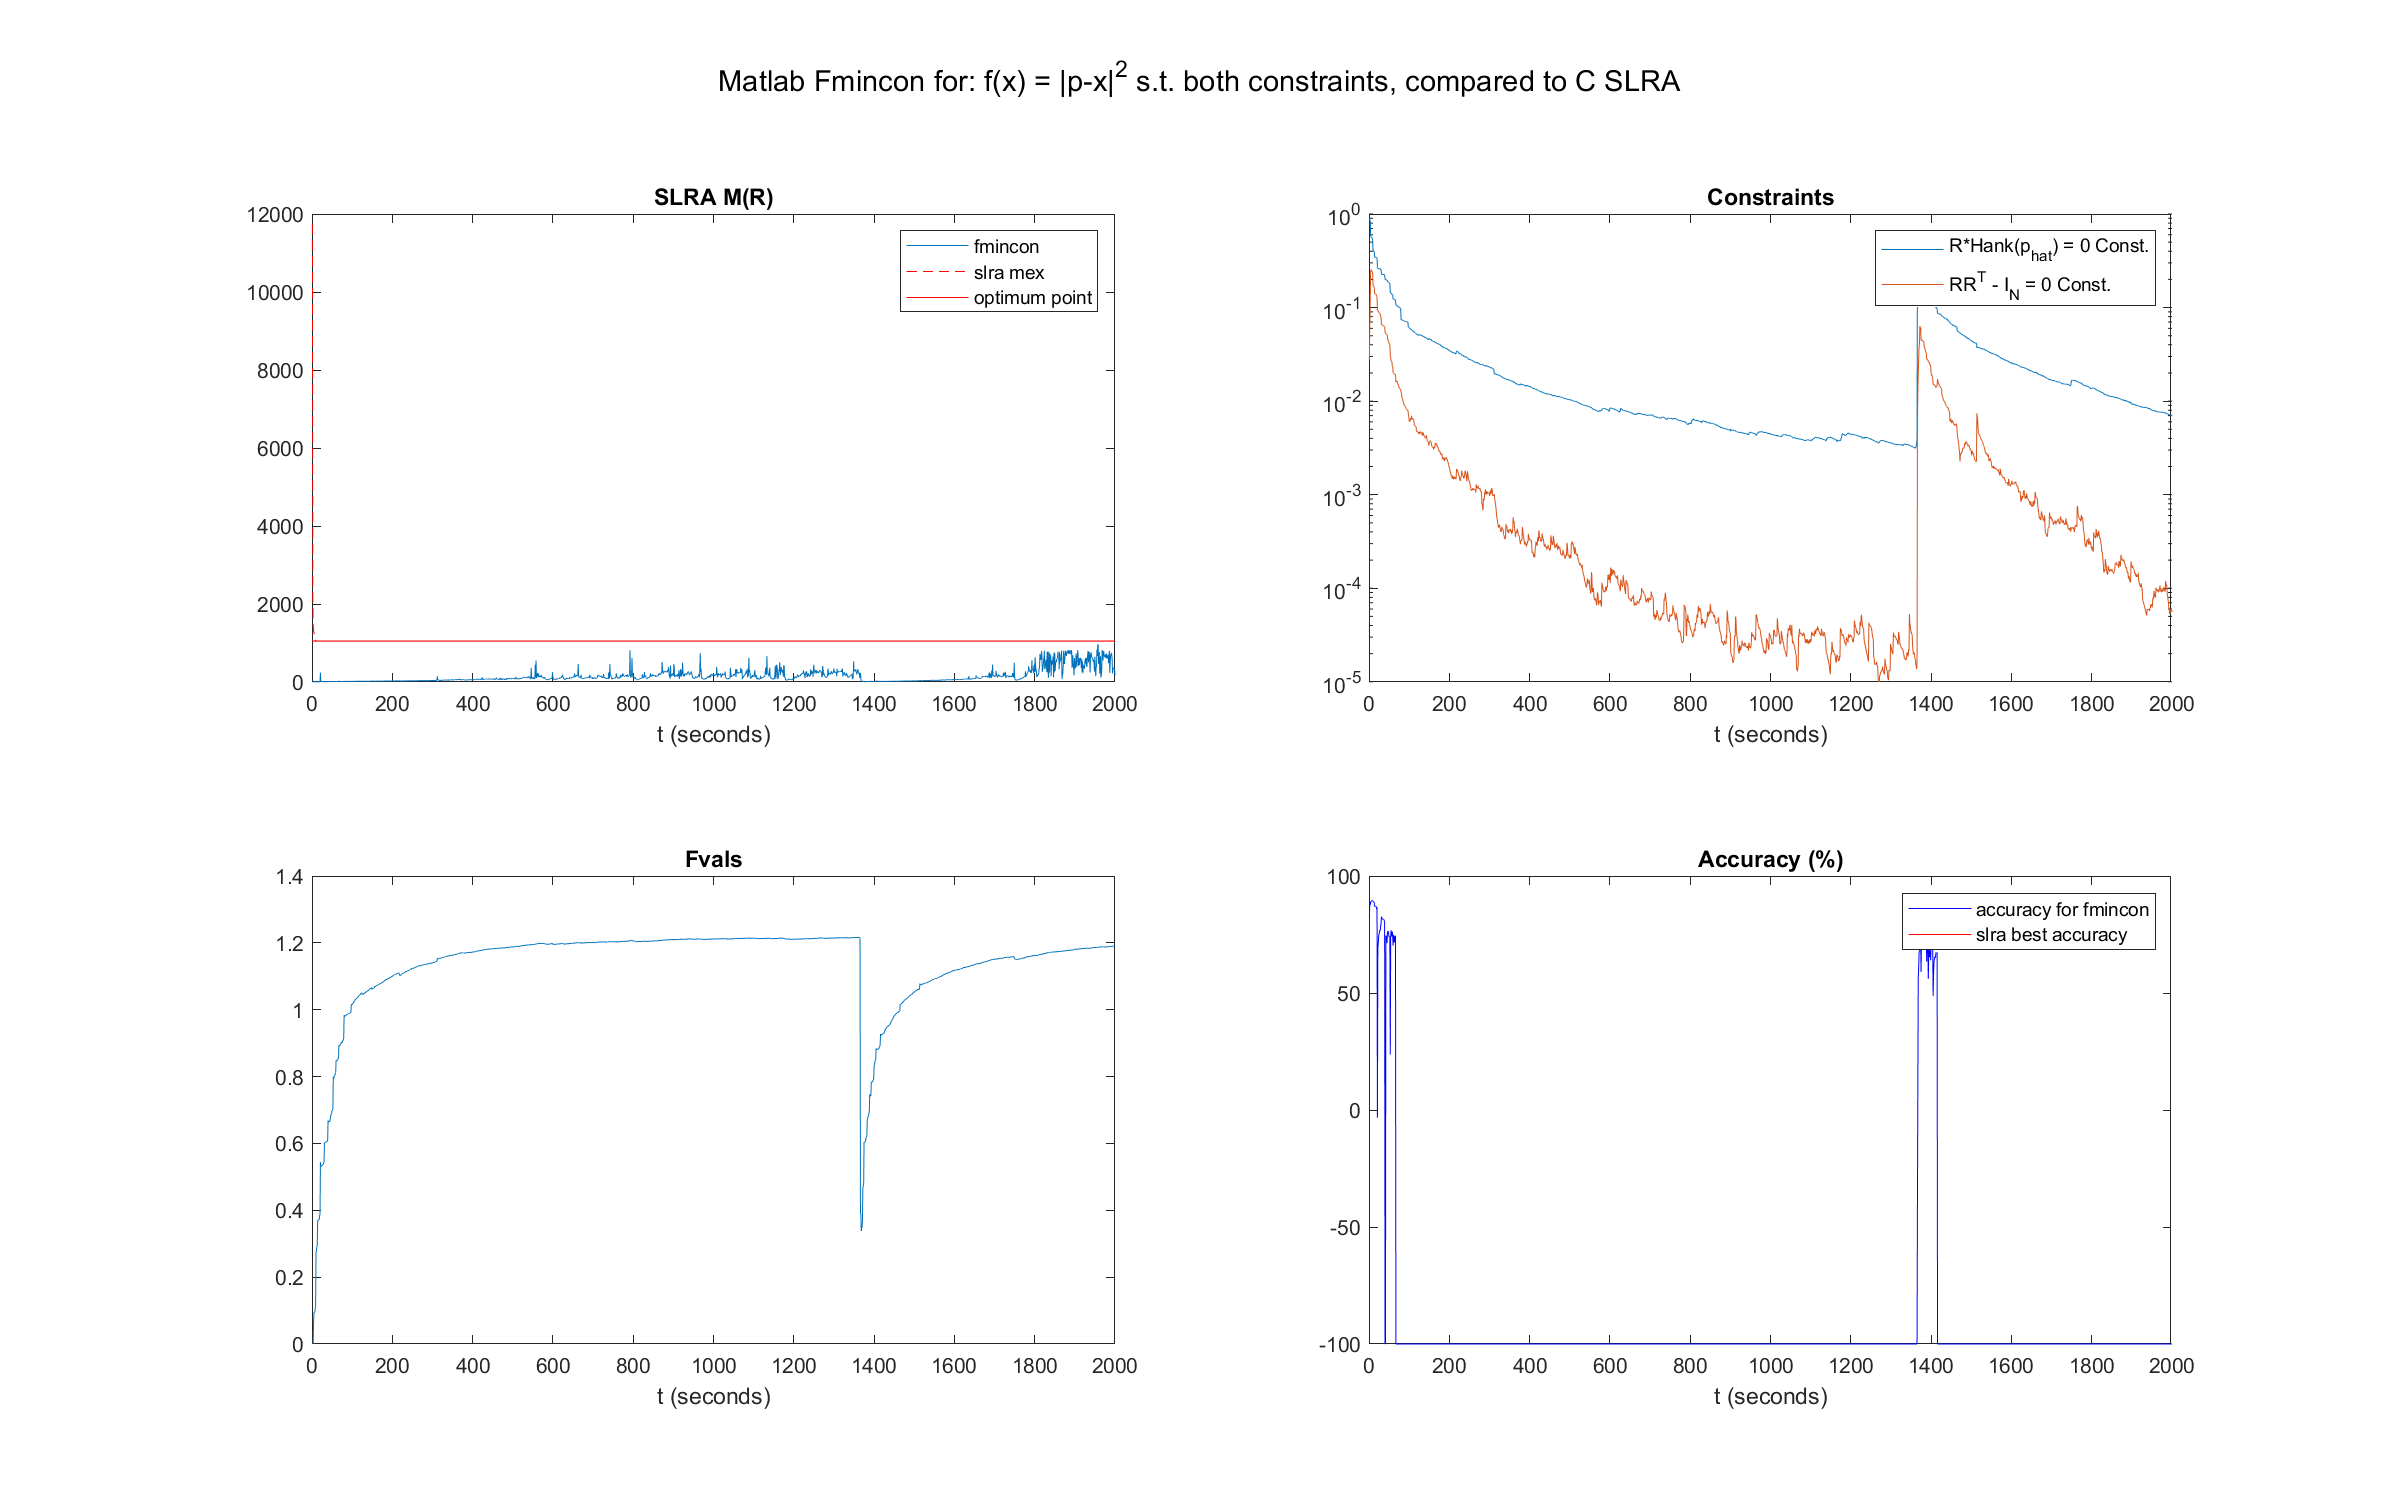 Matlab Fmincon for: f(x) = |p-x|^2 s.t. both constraints, compared to C SLRA
SLRA M(R)
12000
10000
8000
6000
4000
2000
0
0 200 400 600 800 1000 1200 1400 1600 1800 2000
t (seconds)
fmincon
slra mex
optimum point
Constraints
10^0
10^-1
10^-2
10^-3
10^-4
10^-5
0 200 400 600 800 1000 1200 1400 1600 1800 2000
t (seconds)
R*Hank(p_hat) = 0 Const.
RR^T - I_N = 0 Const.
Fvals
1.4
1.2
1
0.8
0.6
0.4
0.2
0
0 200 400 600 800 1000 1200 1400 1600 1800 2000
t (seconds)
Accuracy (%)
100
50
0
-50
-100
0 200 400 600 800 1000 1200 1400 1600 1800 2000
t (seconds)
accuracy for fmincon
slra best accuracy